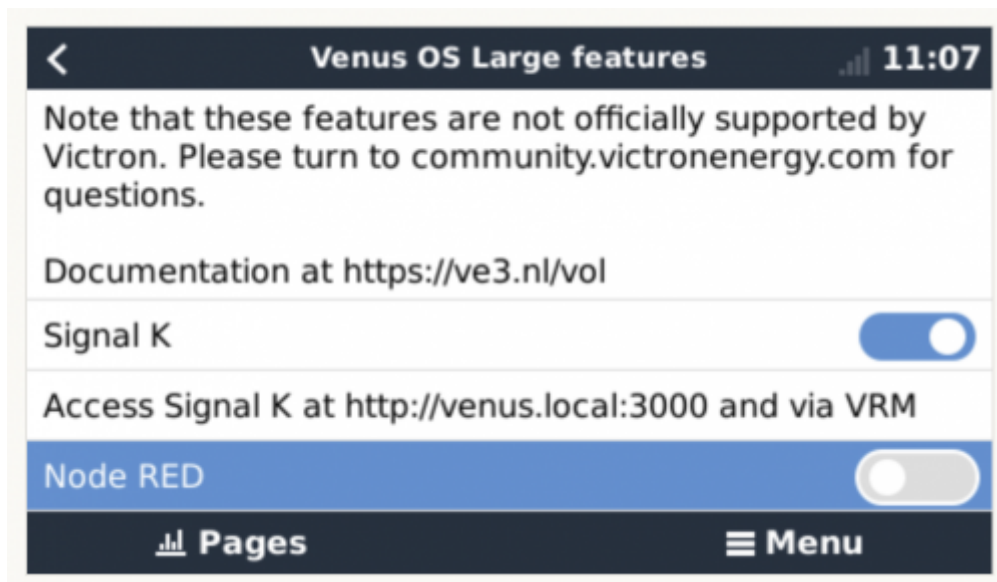 Venus OS Large features
11:07
Note that these features are not officially supported by
Victron. Please turn to community.victronenergy.com for
questions.
Documentation at https://ve3.nl/vol
Signal K
Access Signal K at http://venus.local:3000 and via VRM
Node RED
Pages
Menu